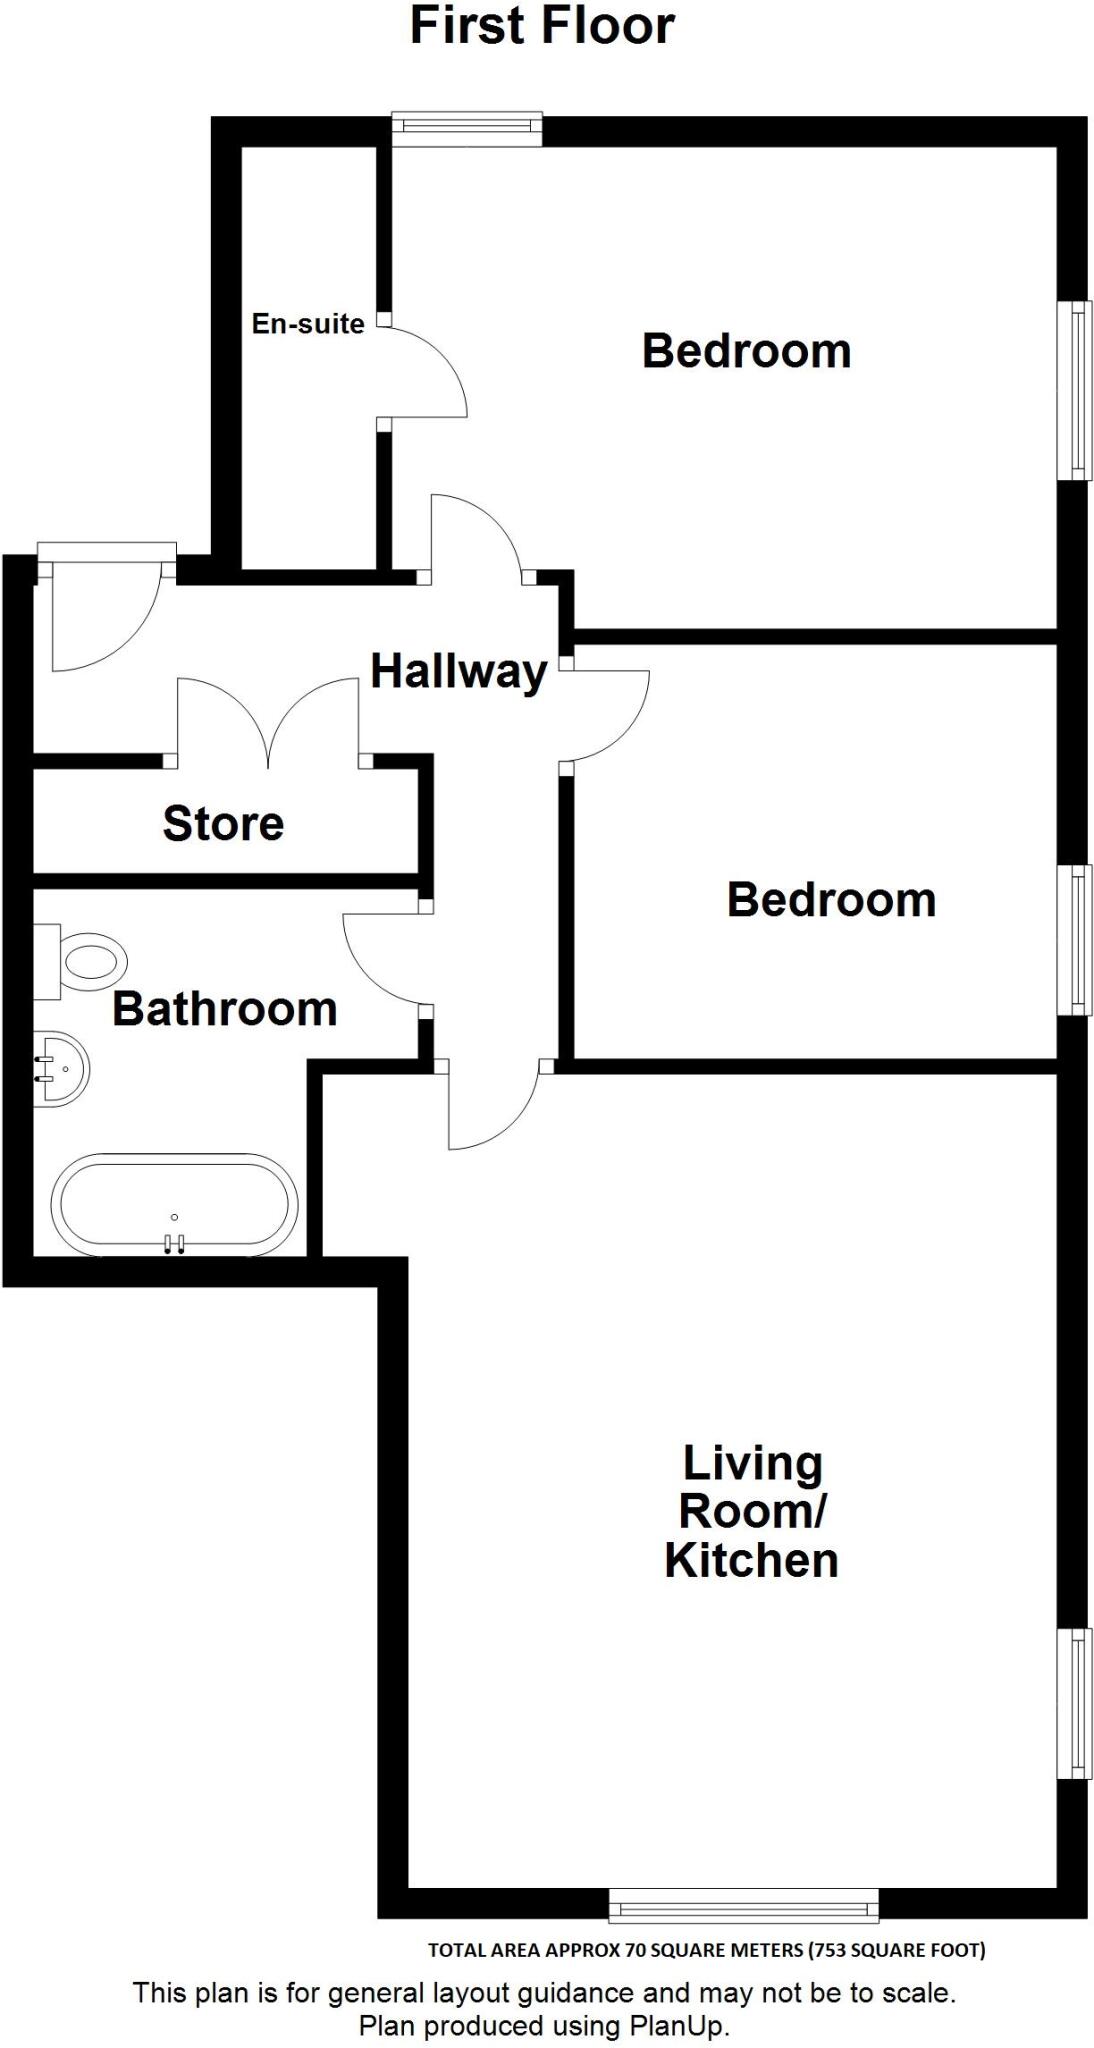 First Floor
En-suite
Bedroom
Hallway
Store
Bedroom
Bathroom
Living
Room/
Kitchen
TOTAL AREA APPROX 70 SQUARE METERS (753 SQUARE FOOT)
This plan is for general layout guidance and may not be to scale.
Plan produced using PlanUp.